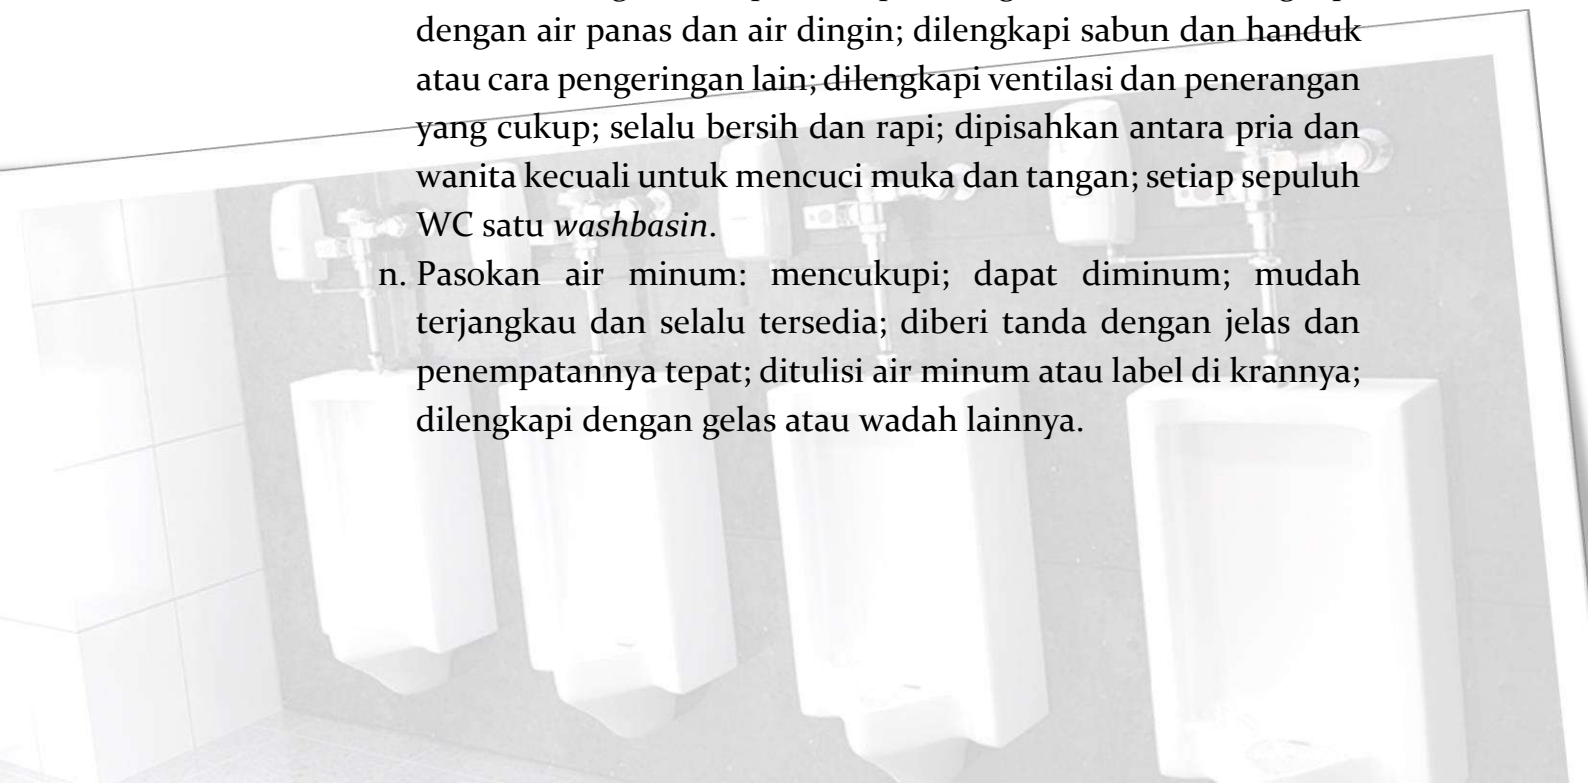 dengan air panas dan air dingin; dilengkapi sabun dan handuk
atau cara pengeringan lain; dilengkapi ventilasi dan penerangan
yang cukup; selalu bersih dan rapi; dipisahkan antara pria dan
wanita kecuali untuk mencuci muka dan tangan; setiap sepuluh
WC satu washbasin.
n. Pasokan air minum: mencukupi; dapat diminum; mudah
terjangkau dan selalu tersedia; diberi tanda dengan jelas dan
penempatannya tepat; ditulisi air minum atau label di krannya;
dilengkapi dengan gelas atau wadah lainnya.